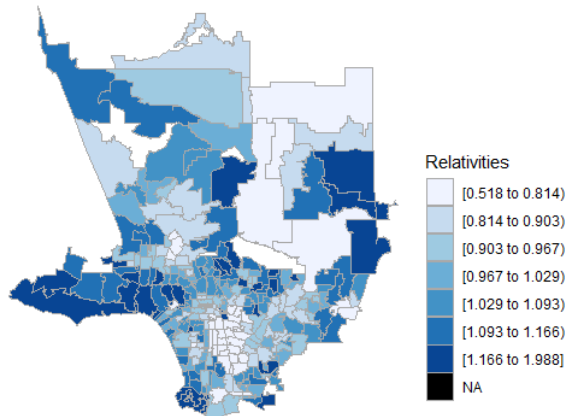 Relativities
[0.518 to 0.814)
[0.814 to 0.903)
[0.903 to 0.967)
[0.967 to 1.029)
[1.029 to 1.093)
[1.093 to 1.166)
[1.166 to 1.988]
NA